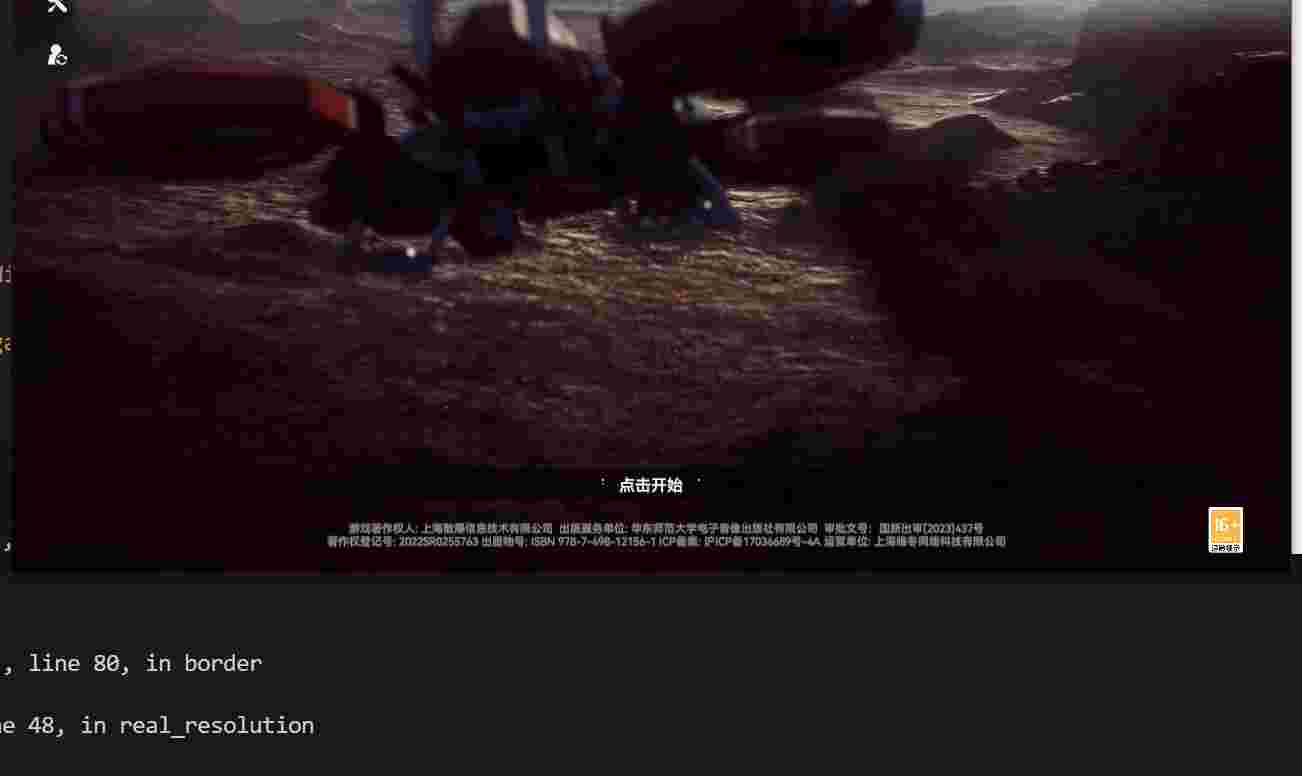 点击开始
游戏著作权人: 上海散爆信息技术有限公司 出版服务单位: 华东师范大学电子音像出版社有限公司 审批文号: 国新出审[2023]437号
著作权登记号: 2022SR0255763 出版物号: ISBN 978-7-498-12156-1 ICP备案: 沪ICP备17036689号-4A 运营单位: 上海暗冬网络科技有限公司
16+
适龄提示
, line 80, in border
e 48, in real_resolution